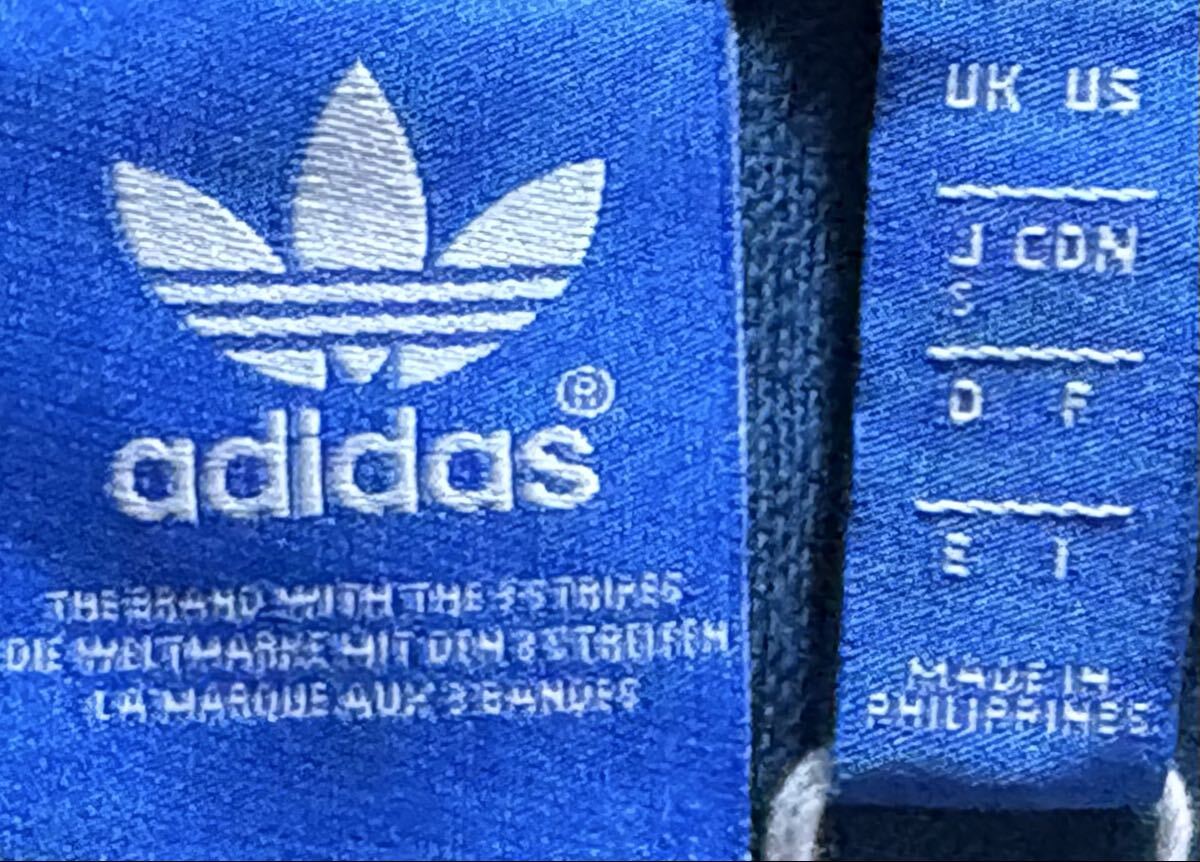 adidas®
THE BRAND WITH THE 3 STRIPES
DIE WELTMARKE MIT DEN 3 STREIFEN
LA MARQUE AUX 3 BANDES
UK US
J CDN
S
D F
E I
MADE IN
PHILIPPINES